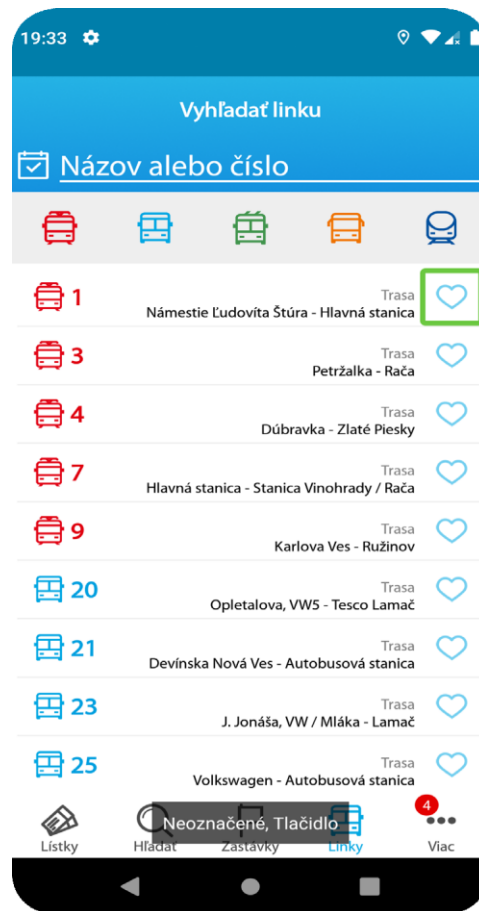 19:33
Vyhľadať linku
Názov alebo číslo
1 Trasa
Námestie Ľudovíta Štúra - Hlavná stanica
3 Trasa
Petržalka - Rača
4 Trasa
Dúbravka - Zlaté Piesky
7 Trasa
Hlavná stanica - Stanica Vinohrady / Rača
9 Trasa
Karlova Ves - Ružinov
20 Trasa
Opletalova, VW5 - Tesco Lamač
21 Trasa
Devínska Nová Ves - Autobusová stanica
23 Trasa
J. Jonáša, VW / Mláka - Lamač
25 Trasa
Volkswagen - Autobusová stanica
4
Neoznačené, Tlačidlo
Lístky Hľadať Zastávky Linky Viac